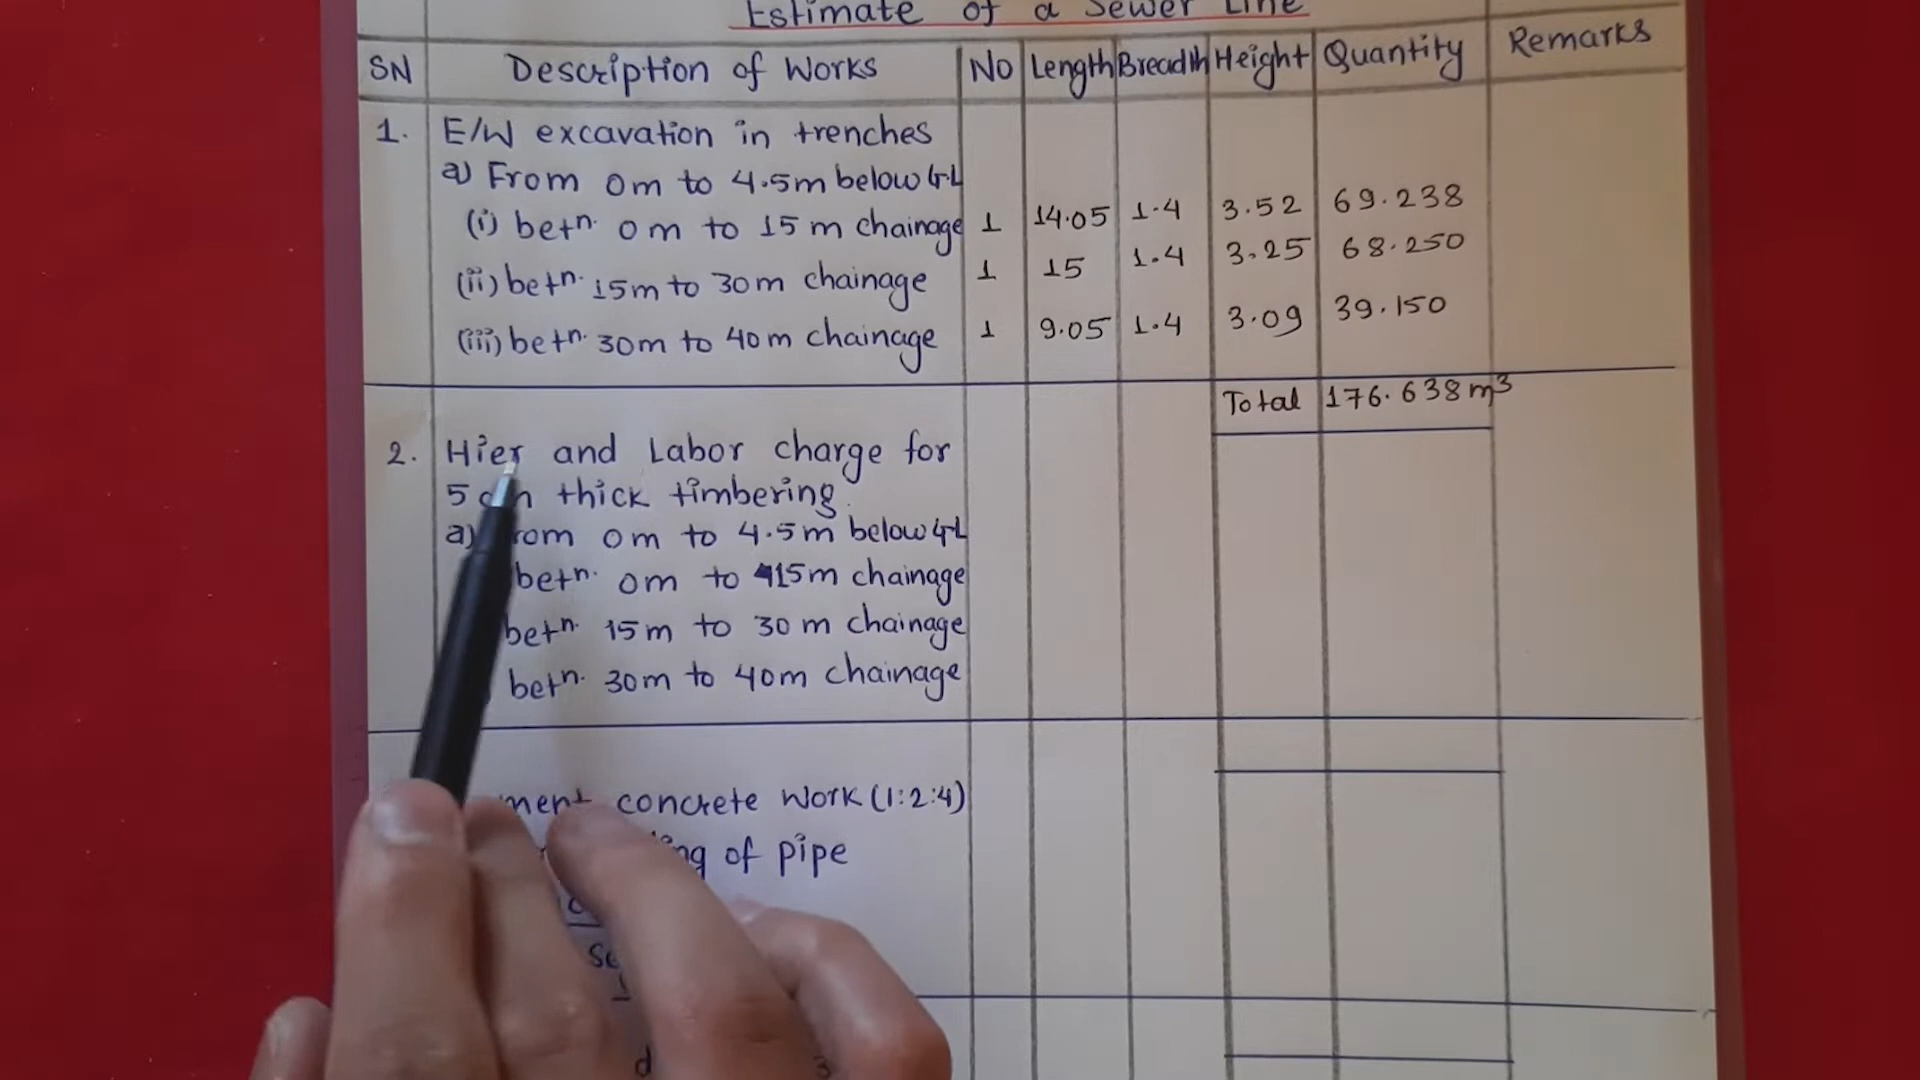 Estimate of a Sewer Line
SN Description of Works No Length Breadth Height Quantity Remarks
1. E/W excavation in trenches
a) From 0m to 4.5m below G.L
(i) betn. 0m to 15m chainage 1 14.05 1.4 3.52 69.238
(ii) betn. 15m to 30m chainage 1 15 1.4 3.25 68.250
(iii) betn. 30m to 40m chainage 1 9.05 1.4 3.09 39.150
Total 176.638 m³
2. Hier and Labor charge for
5 cm thick timbering
a) From 0m to 4.5m below G.L
betn. 0m to 15m chainage
betn. 15m to 30m chainage
betn. 30m to 40m chainage
concrete work (1:2:4)
of pipe